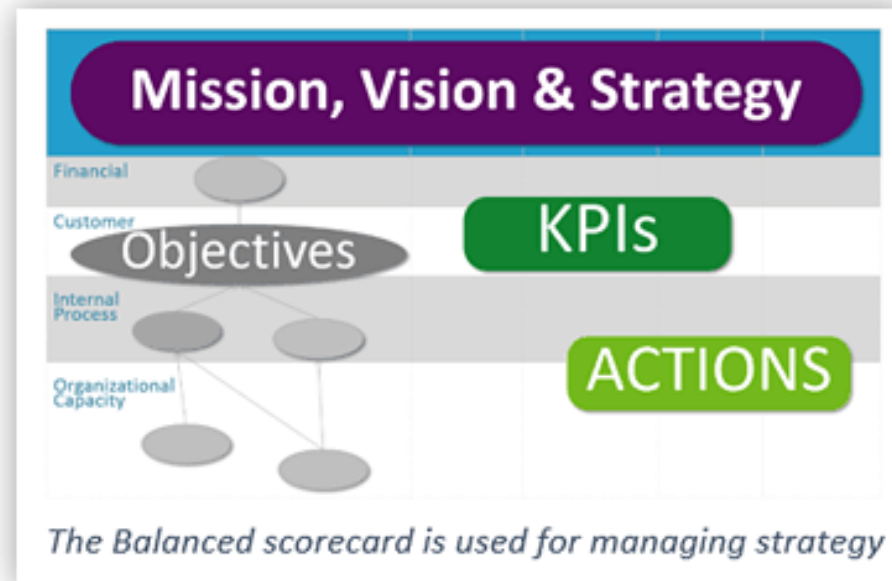 Mission, Vision & Strategy
Financial
Customer
Objectives
KPIs
Internal
Process
ACTIONS
Organizational
Capacity
The Balanced scorecard is used for managing strategy